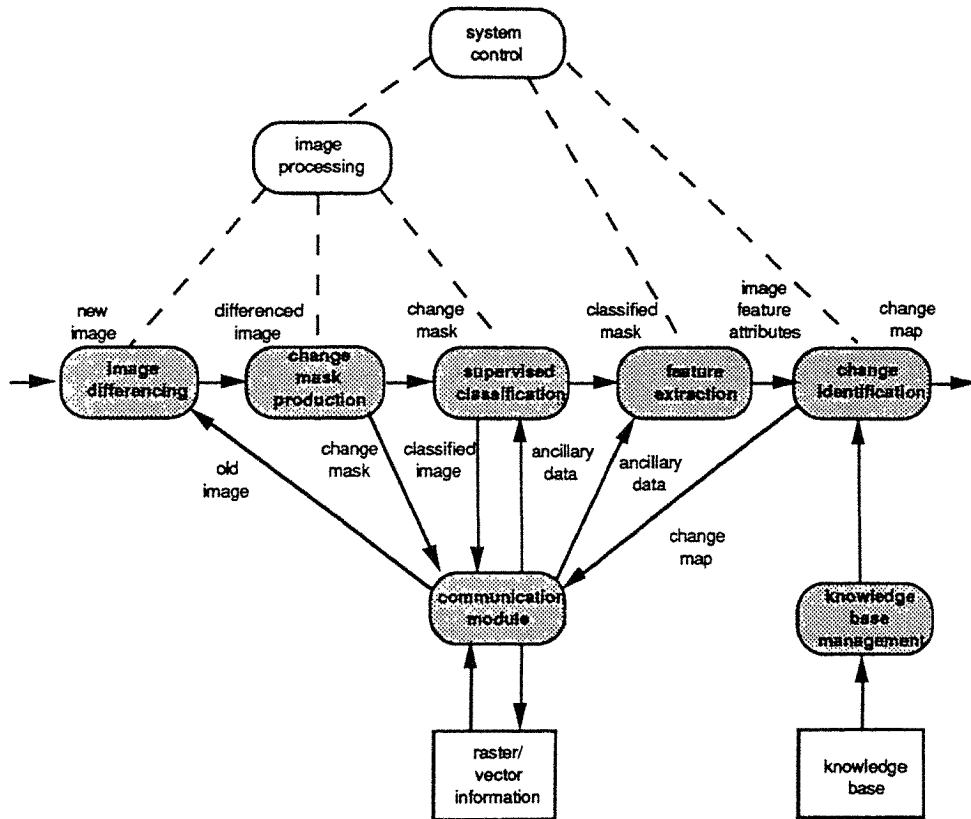 system
control
image
processing
new
image
differenced
image
change
mask
classified
mask
image
feature
attributes
change
map
image
differencing
change
mask
production
supervised
classification
feature
extraction
change
identification
old
image
change
mask
classified
image
ancillary
data
ancillary
data
change
map
communication
module
knowledge
base
management
raster/
vector
information
knowledge
base